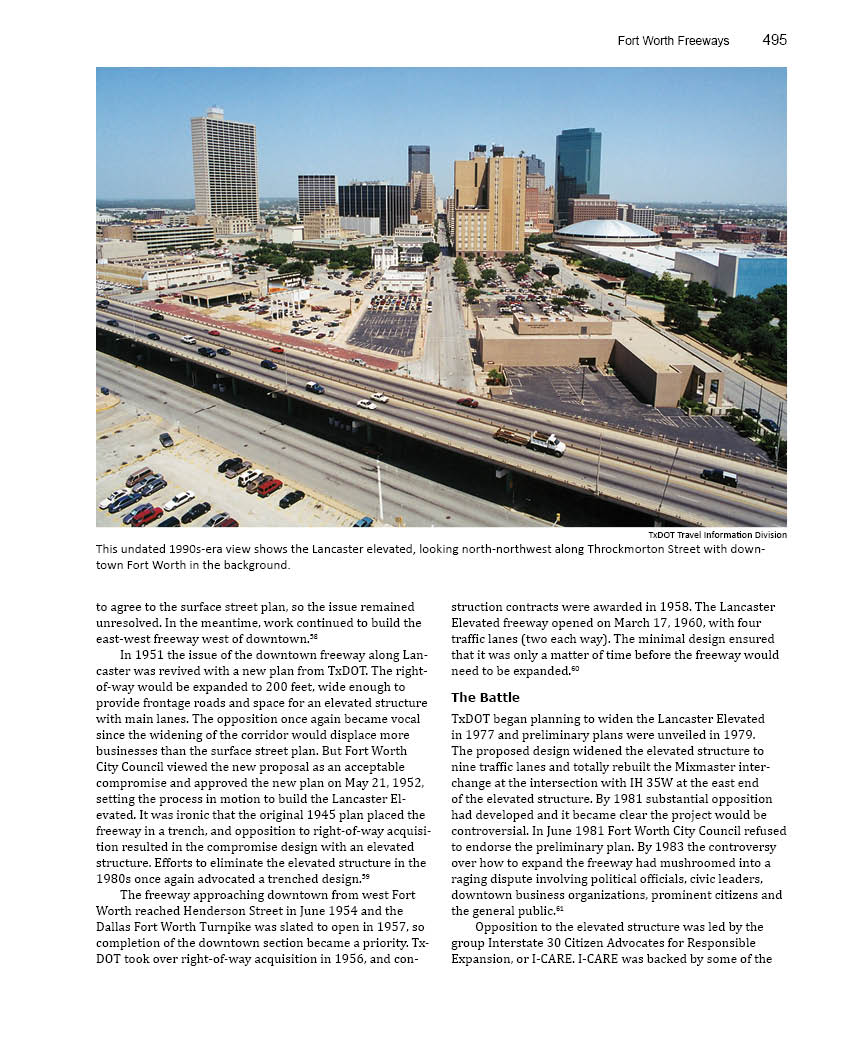 Fort Worth Freeways 495
TxDOT Travel Information Division
This undated 1990s-era view shows the Lancaster elevated, looking north-northwest along Throckmorton Street with down-
town Fort Worth in the background.
to agree to the surface street plan, so the issue remained
unresolved. In the meantime, work continued to build the
east-west freeway west of downtown.58
In 1951 the issue of the downtown freeway along Lan-
caster was revived with a new plan from TxDOT. The right-
of-way would be expanded to 200 feet, wide enough to
provide frontage roads and space for an elevated structure
with main lanes. The opposition once again became vocal
since the widening of the corridor would displace more
businesses than the surface street plan. But Fort Worth
City Council viewed the new proposal as an acceptable
compromise and approved the new plan on May 21, 1952,
setting the process in motion to build the Lancaster El-
evated. It was ironic that the original 1945 plan placed the
freeway in a trench, and opposition to right-of-way acquisi-
tion resulted in the compromise design with an elevated
structure. Efforts to eliminate the elevated structure in the
1980s once again advocated a trenched design.59
The freeway approaching downtown from west Fort
Worth reached Henderson Street in June 1954 and the
Dallas Fort Worth Turnpike was slated to open in 1957, so
completion of the downtown section became a priority. Tx-
DOT took over right-of-way acquisition in 1956, and con-
struction contracts were awarded in 1958. The Lancaster
Elevated freeway opened on March 17, 1960, with four
traffic lanes (two each way). The minimal design ensured
that it was only a matter of time before the freeway would
need to be expanded.60
The Battle
TxDOT began planning to widen the Lancaster Elevated
in 1977 and preliminary plans were unveiled in 1979.
The proposed design widened the elevated structure to
nine traffic lanes and totally rebuilt the Mixmaster inter-
change at the intersection with IH 35W at the east end
of the elevated structure. By 1981 substantial opposition
had developed and it became clear the project would be
controversial. In June 1981 Fort Worth City Council refused
to endorse the preliminary plan. By 1983 the controversy
over how to expand the freeway had mushroomed into a
raging dispute involving political officials, civic leaders,
downtown business organizations, prominent citizens and
the general public.61
Opposition to the elevated structure was led by the
group Interstate 30 Citizen Advocates for Responsible
Expansion, or I-CARE. I-CARE was backed by some of the